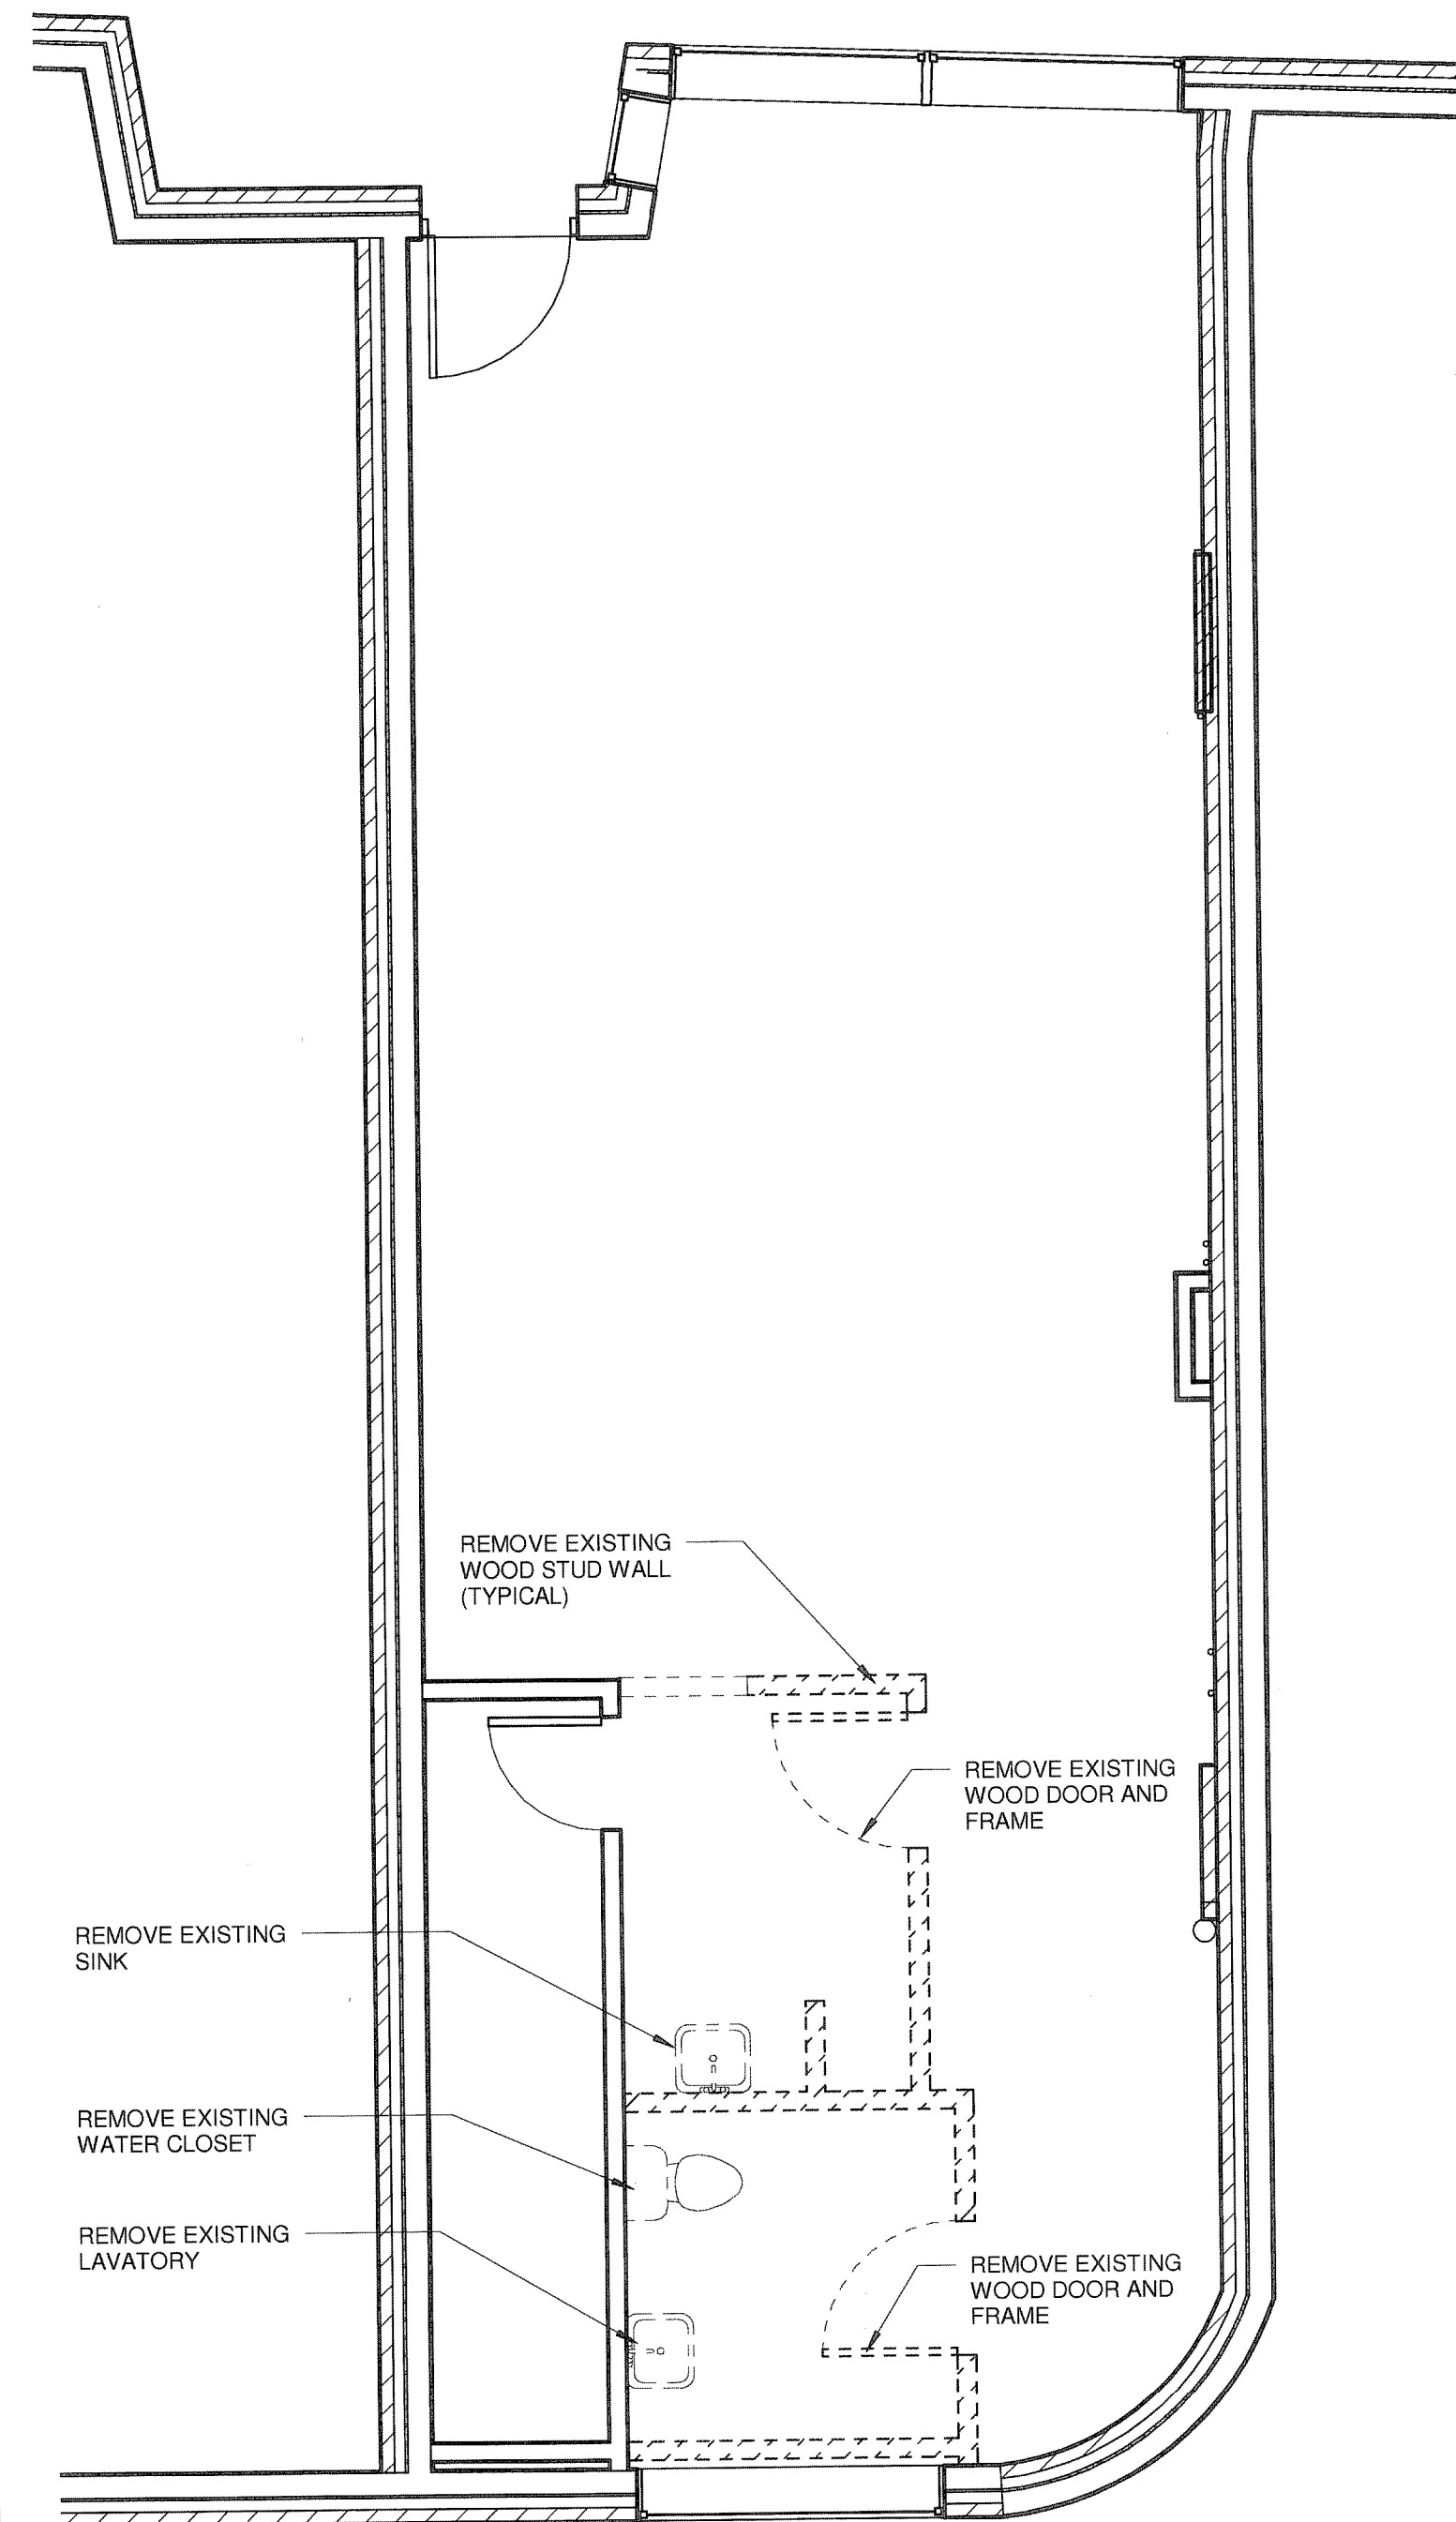 REMOVE EXISTING
WOOD STUD WALL
(TYPICAL)
REMOVE EXISTING
WOOD DOOR AND
FRAME
REMOVE EXISTING
SINK
REMOVE EXISTING
WATER CLOSET
REMOVE EXISTING
LAVATORY
REMOVE EXISTING
WOOD DOOR AND
FRAME